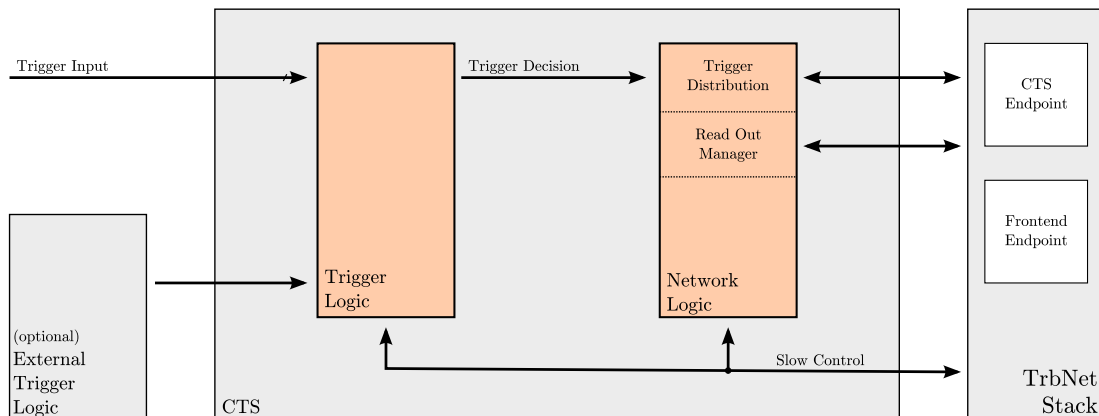 Trigger Input
Trigger Decision
Trigger
Distribution
Read Out
Manager
CTS
Endpoint
Frontend
Endpoint
Trigger
Logic
Network
Logic
(optional)
External
Trigger
Logic
Slow Control
CTS
TrbNet
Stack